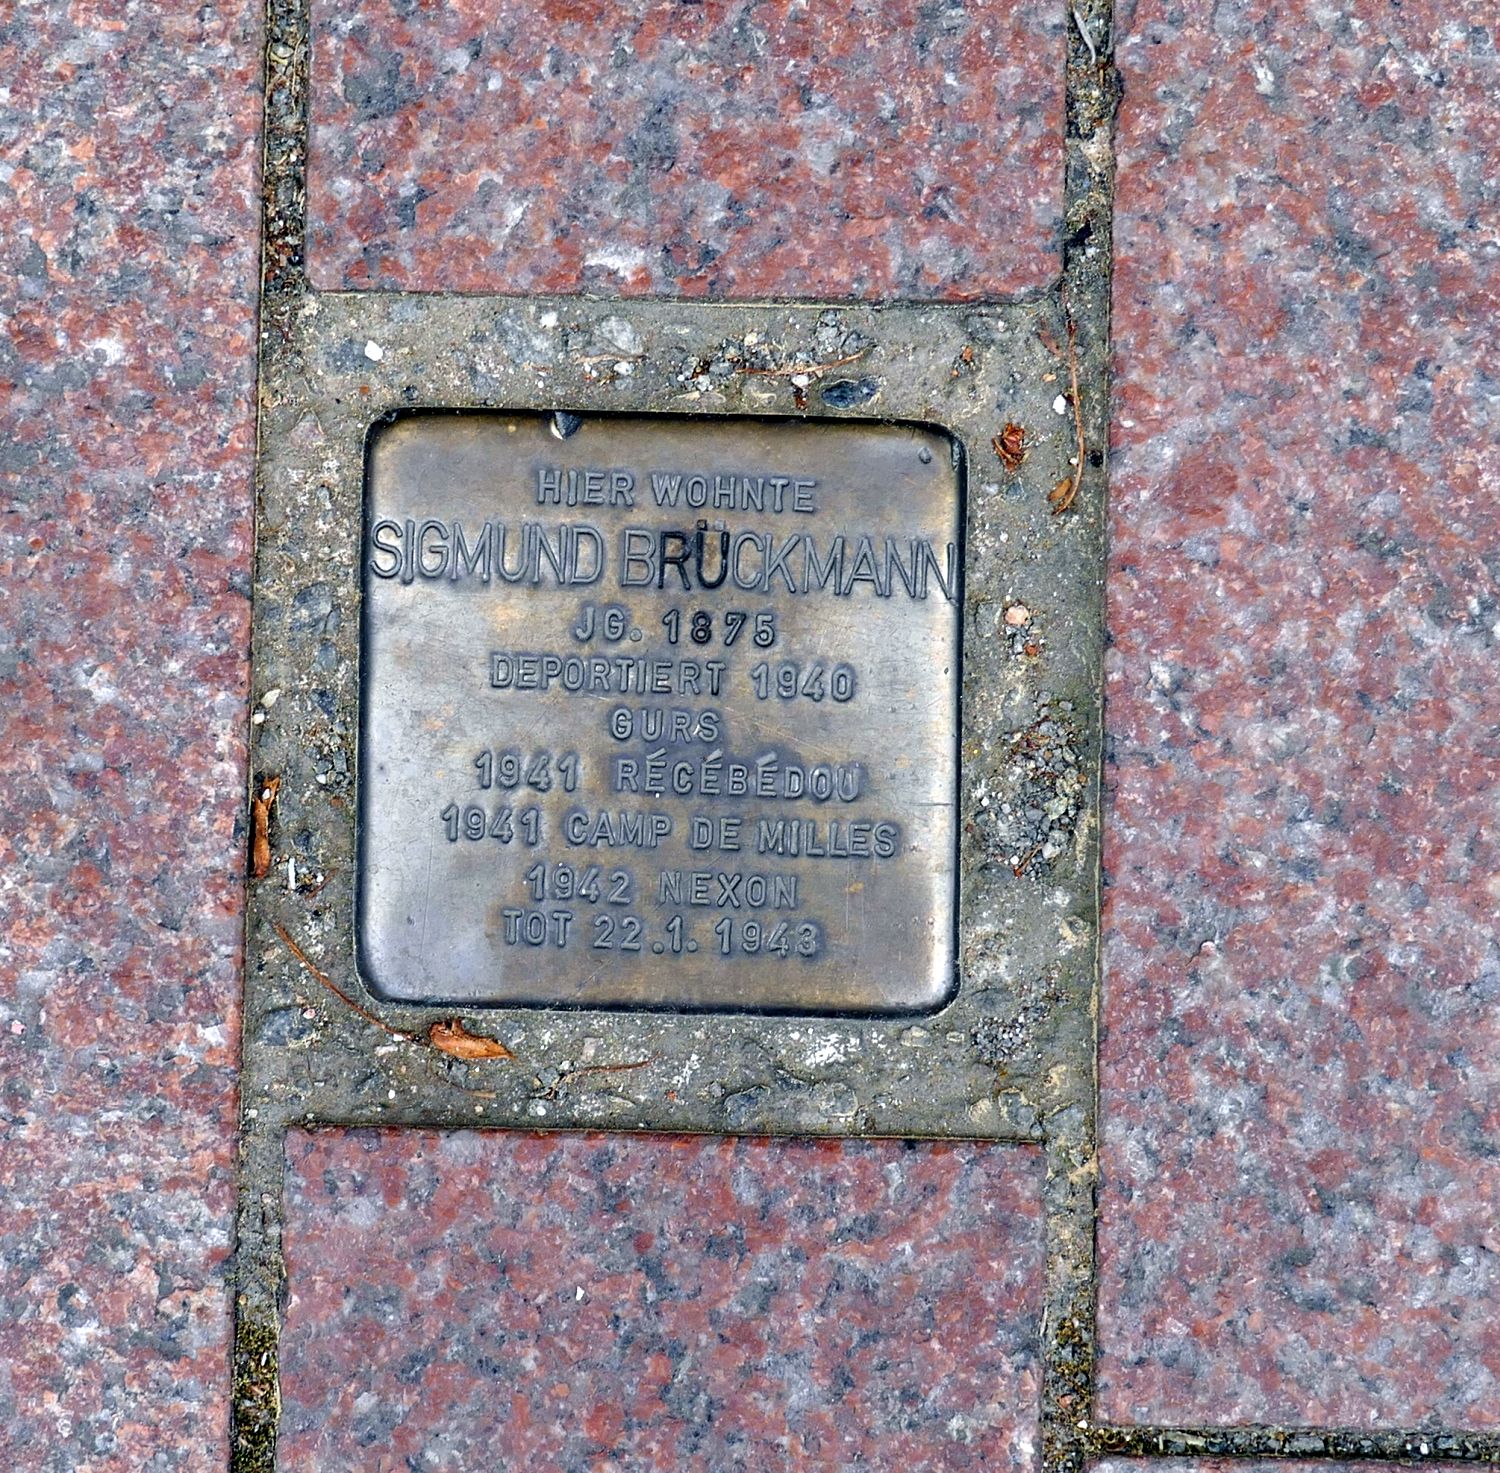 HIER WOHNTE
SIGMUND BRÜCKMANN
JG. 1875
DEPORTIERT 1940
GURS
1941 RÉCÉBÉDOU
1941 CAMP DE MILLES
1942 NEXON
TOT 22.1.1943